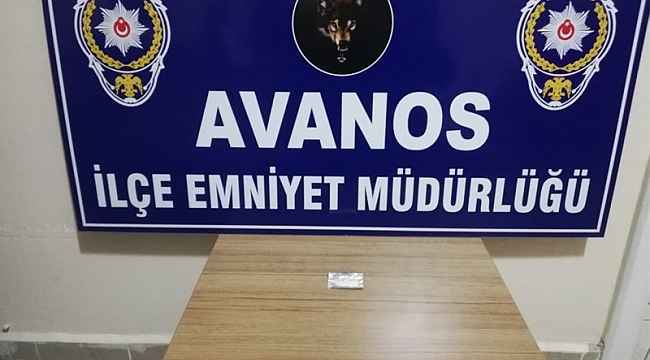 AVANOS
İLÇE EMNİYET MÜDÜRLÜĞÜ